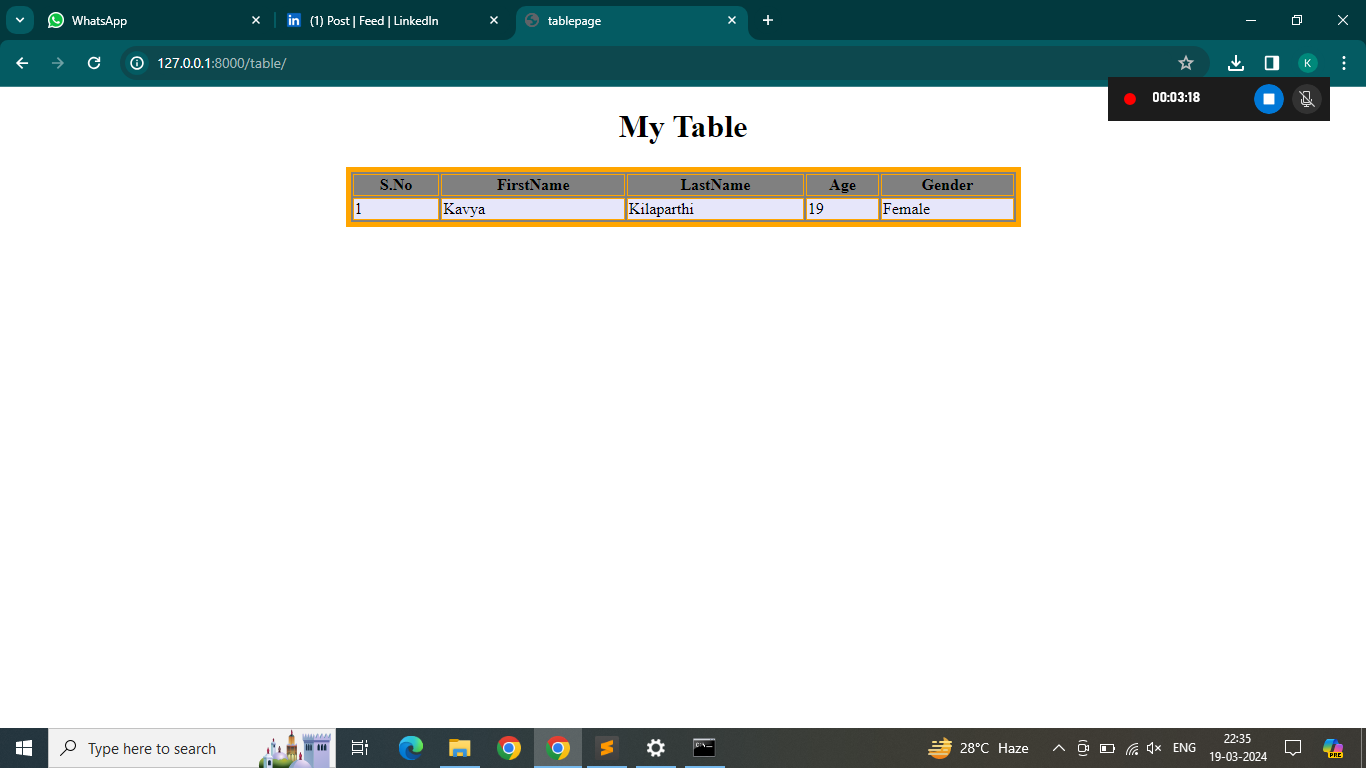 WhatsApp
(1) Post | Feed | LinkedIn
tablepage
127.0.0.1:8000/table/
K
00:03:18
My Table
S.No FirstName LastName Age Gender
1 Kavya Kilaparthi 19 Female
Type here to search
28°C Haze
ENG
22:35
19-03-2024
PRE